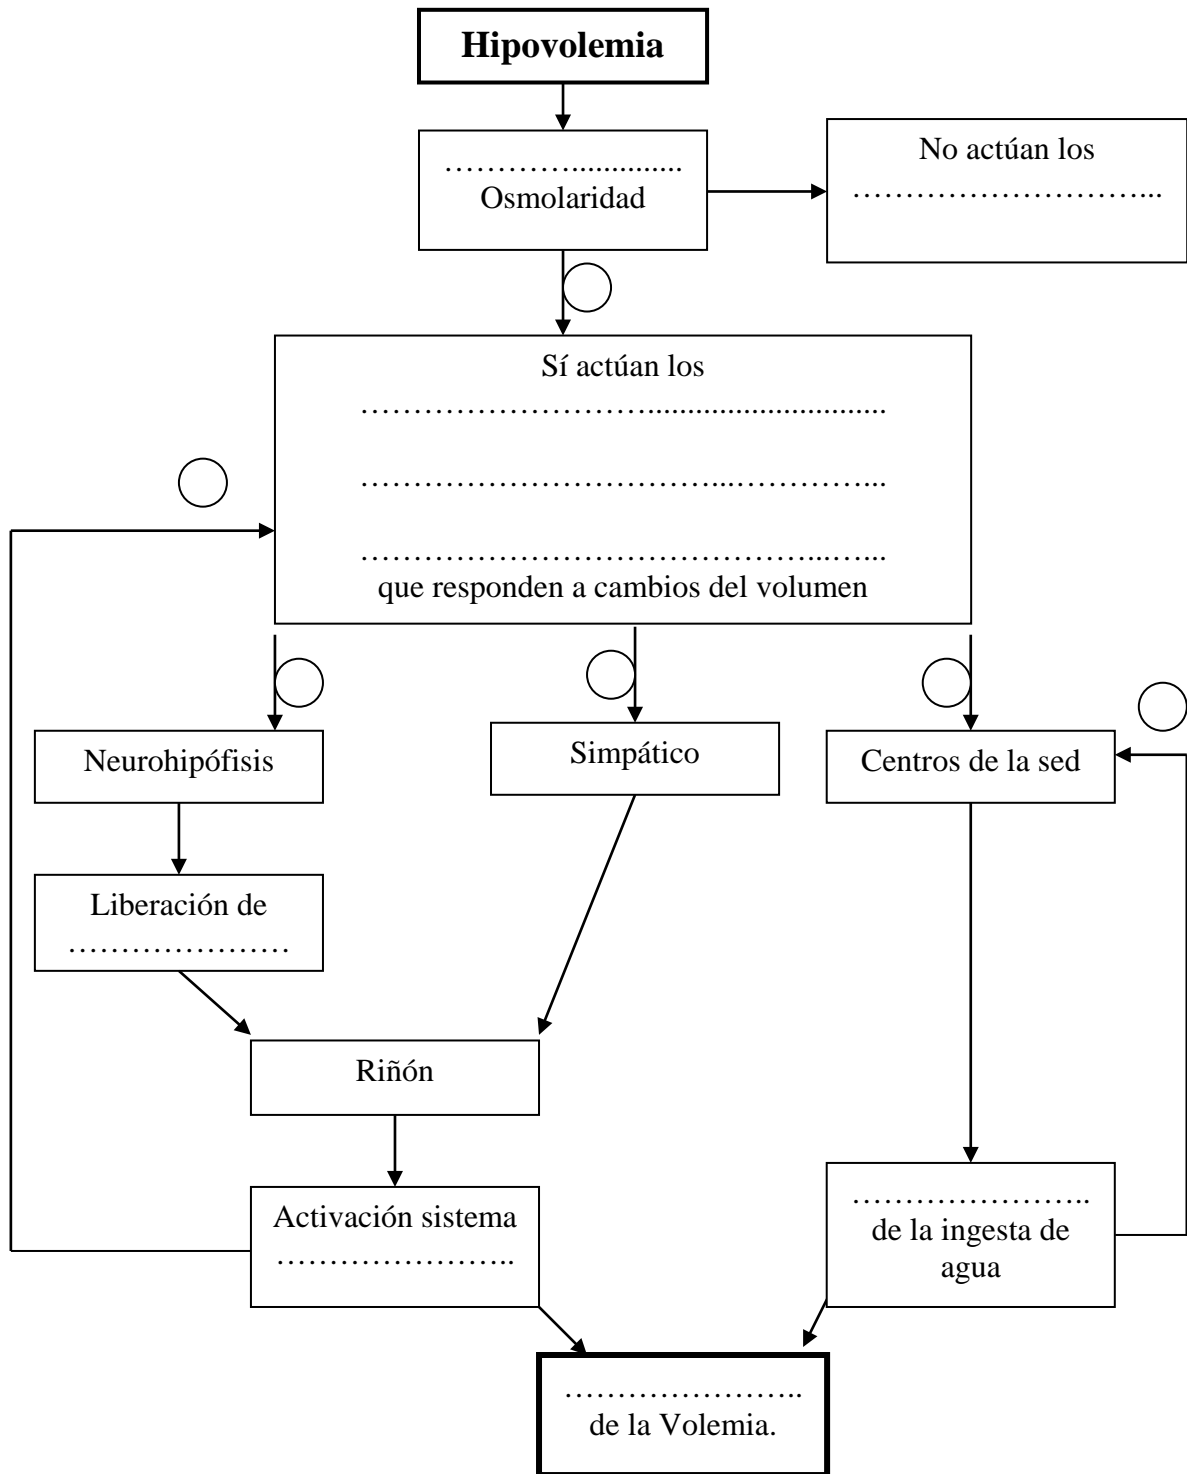 Hipovolemia
………….............
Osmolaridad
No actúan los
………………………...
Sí actúan los
………………………..............................
……………………………...…………...
……………………………………...…...
que responden a cambios del volumen
Neurohipófisis
Simpático
Centros de la sed
Liberación de
…………………
Riñón
Activación sistema
…………………..
…………………..
de la ingesta de
agua
…………………..
de la Volemia.